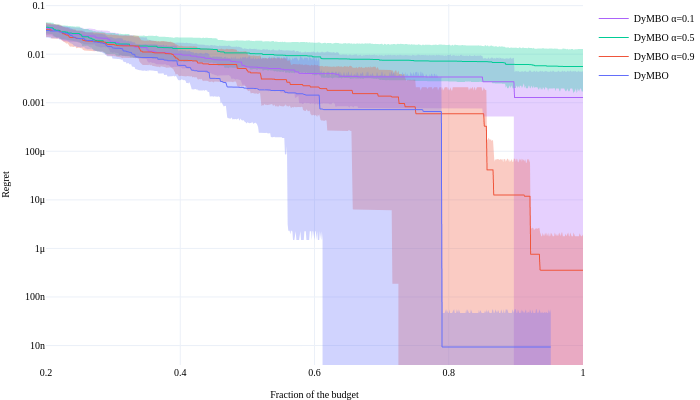 0.1
0.01
0.001
100μ
10μ
1μ
100n
10n
Regret
0.2
0.4
0.6
0.8
1
Fraction of the budget
DyMBO α=0.1
DyMBO α=0.5
DyMBO α=0.9
DyMBO